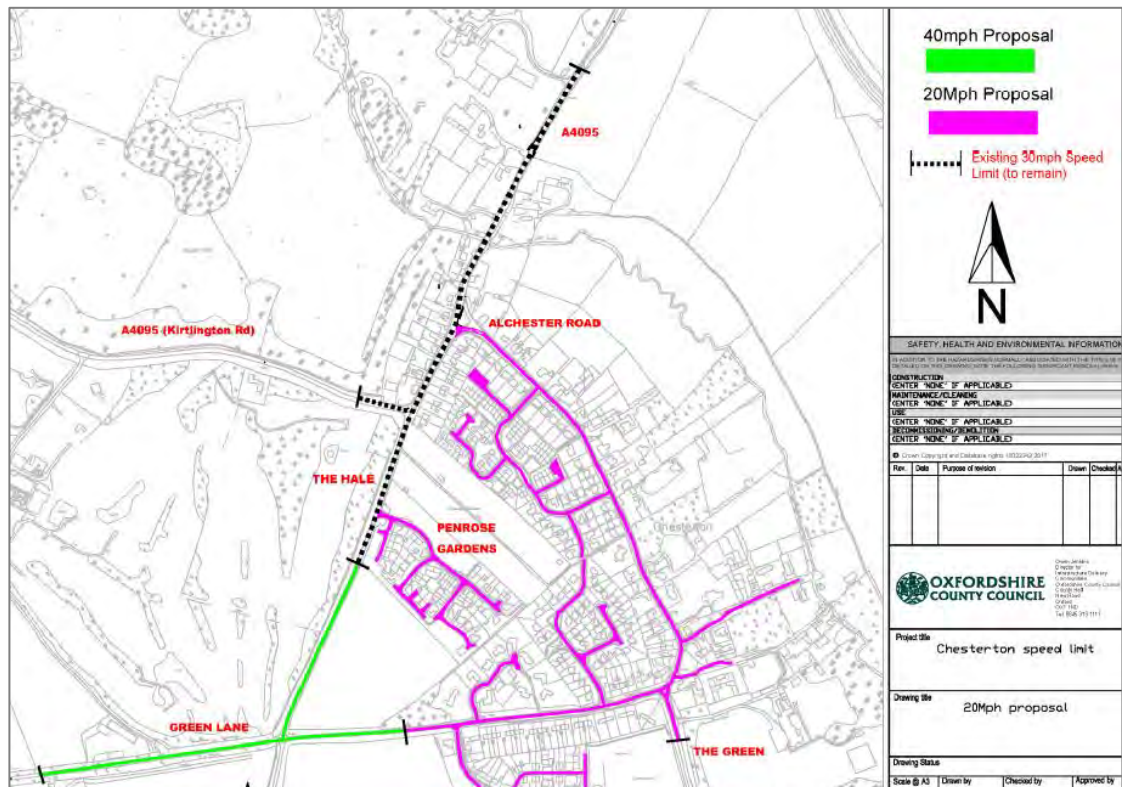 A4095
ALCHESTER ROAD
A4095 (Kirtlington Rd)
THE HALE
PENROSE
GARDENS
Chesterton
GREEN LANE
THE GREEN
40mph Proposal
20Mph Proposal
Existing 30mph Speed
Limit (to remain)
N
SAFETY, HEALTH AND ENVIRONMENTAL INFORMATION
CONSTRUCTION
(ENTER 'NONE' IF APPLICABLE)
MAINTENANCE/CLEANING
(ENTER 'NONE' IF APPLICABLE)
USE
(ENTER 'NONE' IF APPLICABLE)
DECOMMISSIONING/DEMOLITION
(ENTER 'NONE' IF APPLICABLE)
Rev. Date Purpose of revision Drawn Checked
OXFORDSHIRE
COUNTY COUNCIL
Project title
Chesterton speed limit
Drawing title
20Mph proposal
Drawing Status
Scale @ A3 Drawn by Checked by Approved by